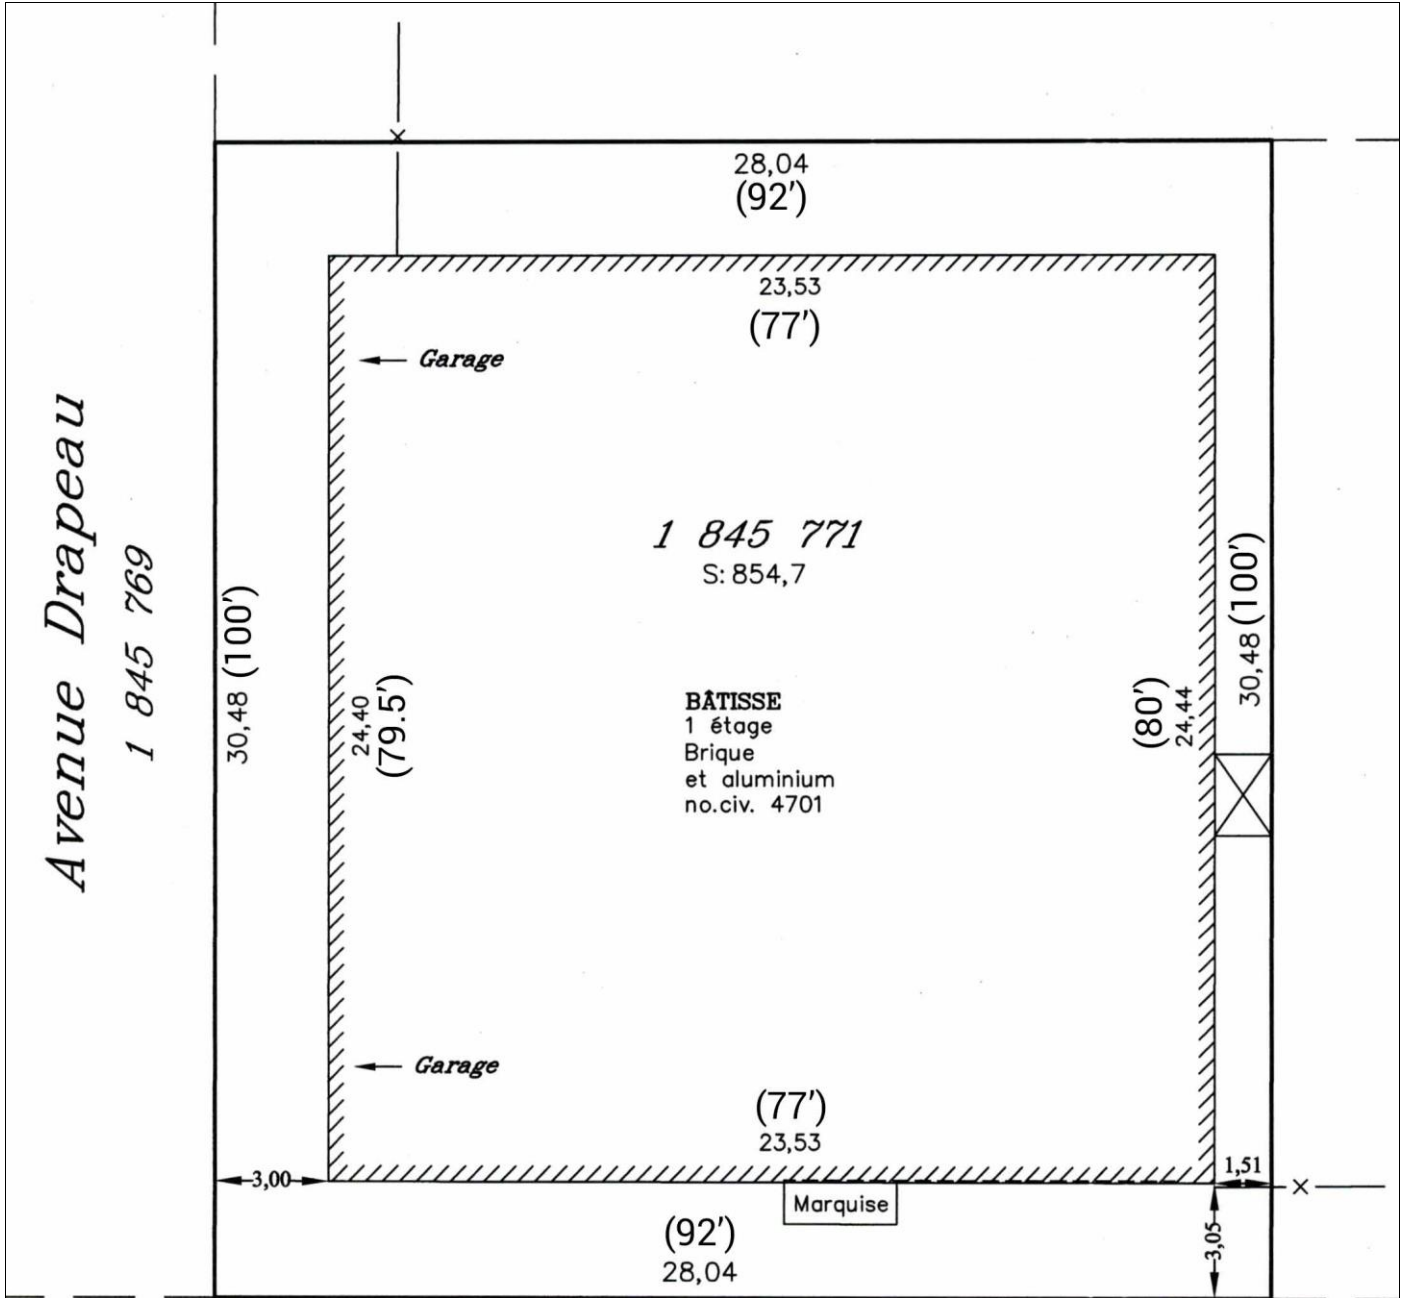 28,04
(92')
23,53
(77')
Garage
Avenue Drapeau
1 845 769
1 845 771
S: 854,7
30,48 (100')
24,40
(79.5')
BÂTISSE
1 étage
Brique
et aluminium
no.civ. 4701
(80')
24,44
30,48 (100')
Garage
(77')
23,53
3,00
1,51
Marquise
3,05
(92')
28,04